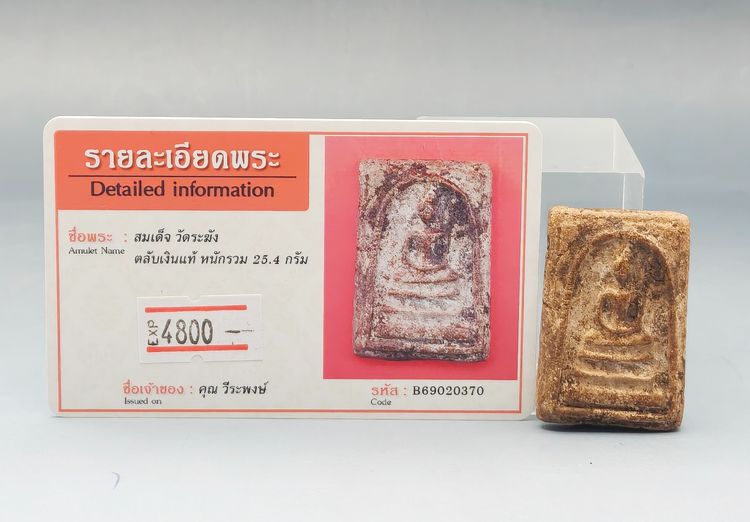 รายละเอียดพระ
Detailed information
ชื่อพระ : สมเด็จ วัดระฆัง
Amulet Name
ตลับเงินแท้ หนักรวม 25.4 กรัม
EXP 4800 -
ชื่อเจ้าของ : คุณ วีระพงษ์
Issued on
รหัส : B69020370
Code